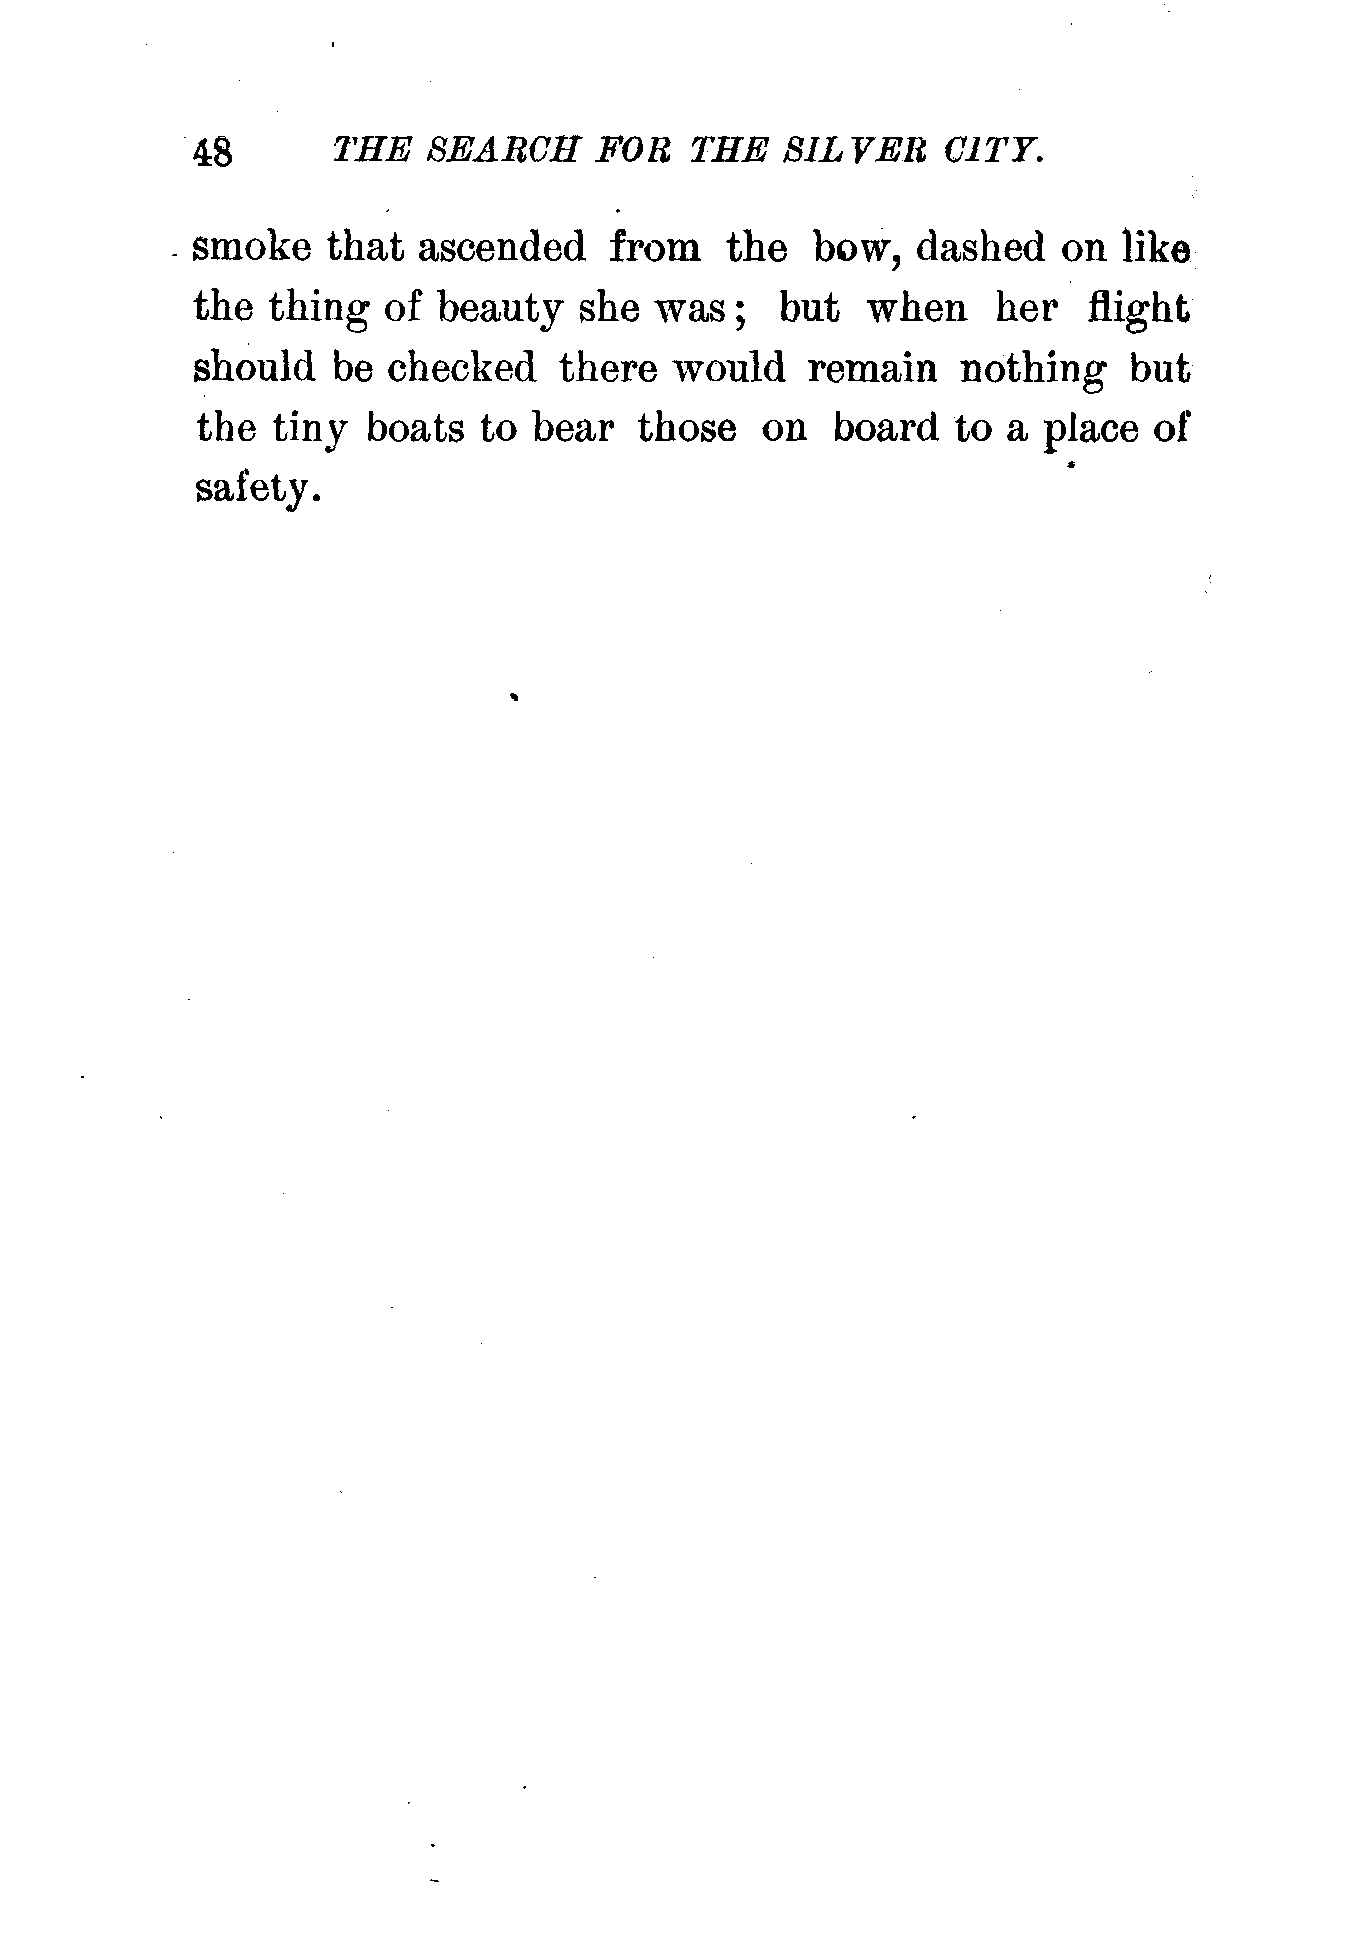 48 THE SEARCH FOR THE SILVER CITY.
smoke that ascended from the bow, dashed on like
the thing of beauty she was; but when her flight
should be checked there would remain nothing but
the tiny boats to bear those on board to a place of
safety.